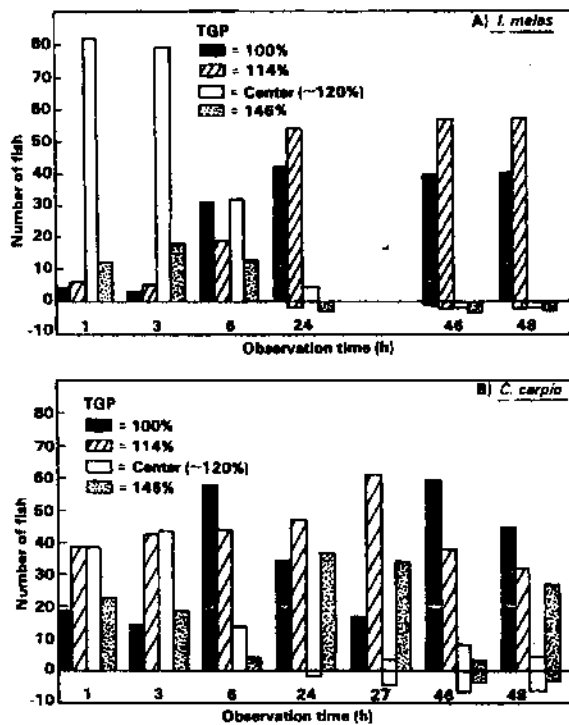 A) I. melas
TGP
= 100%
= 114%
= Center (~120%)
= 146%
Number of fish
80
70
60
50
40
30
20
10
0
-10
1 3 6 24 46 48
Observation time (h)
B) C. carpio
TGP
= 100%
= 114%
= Center (~120%)
= 146%
Number of fish
80
70
60
50
40
30
20
10
0
-10
1 3 6 24 27 46 48
Observation time (h)